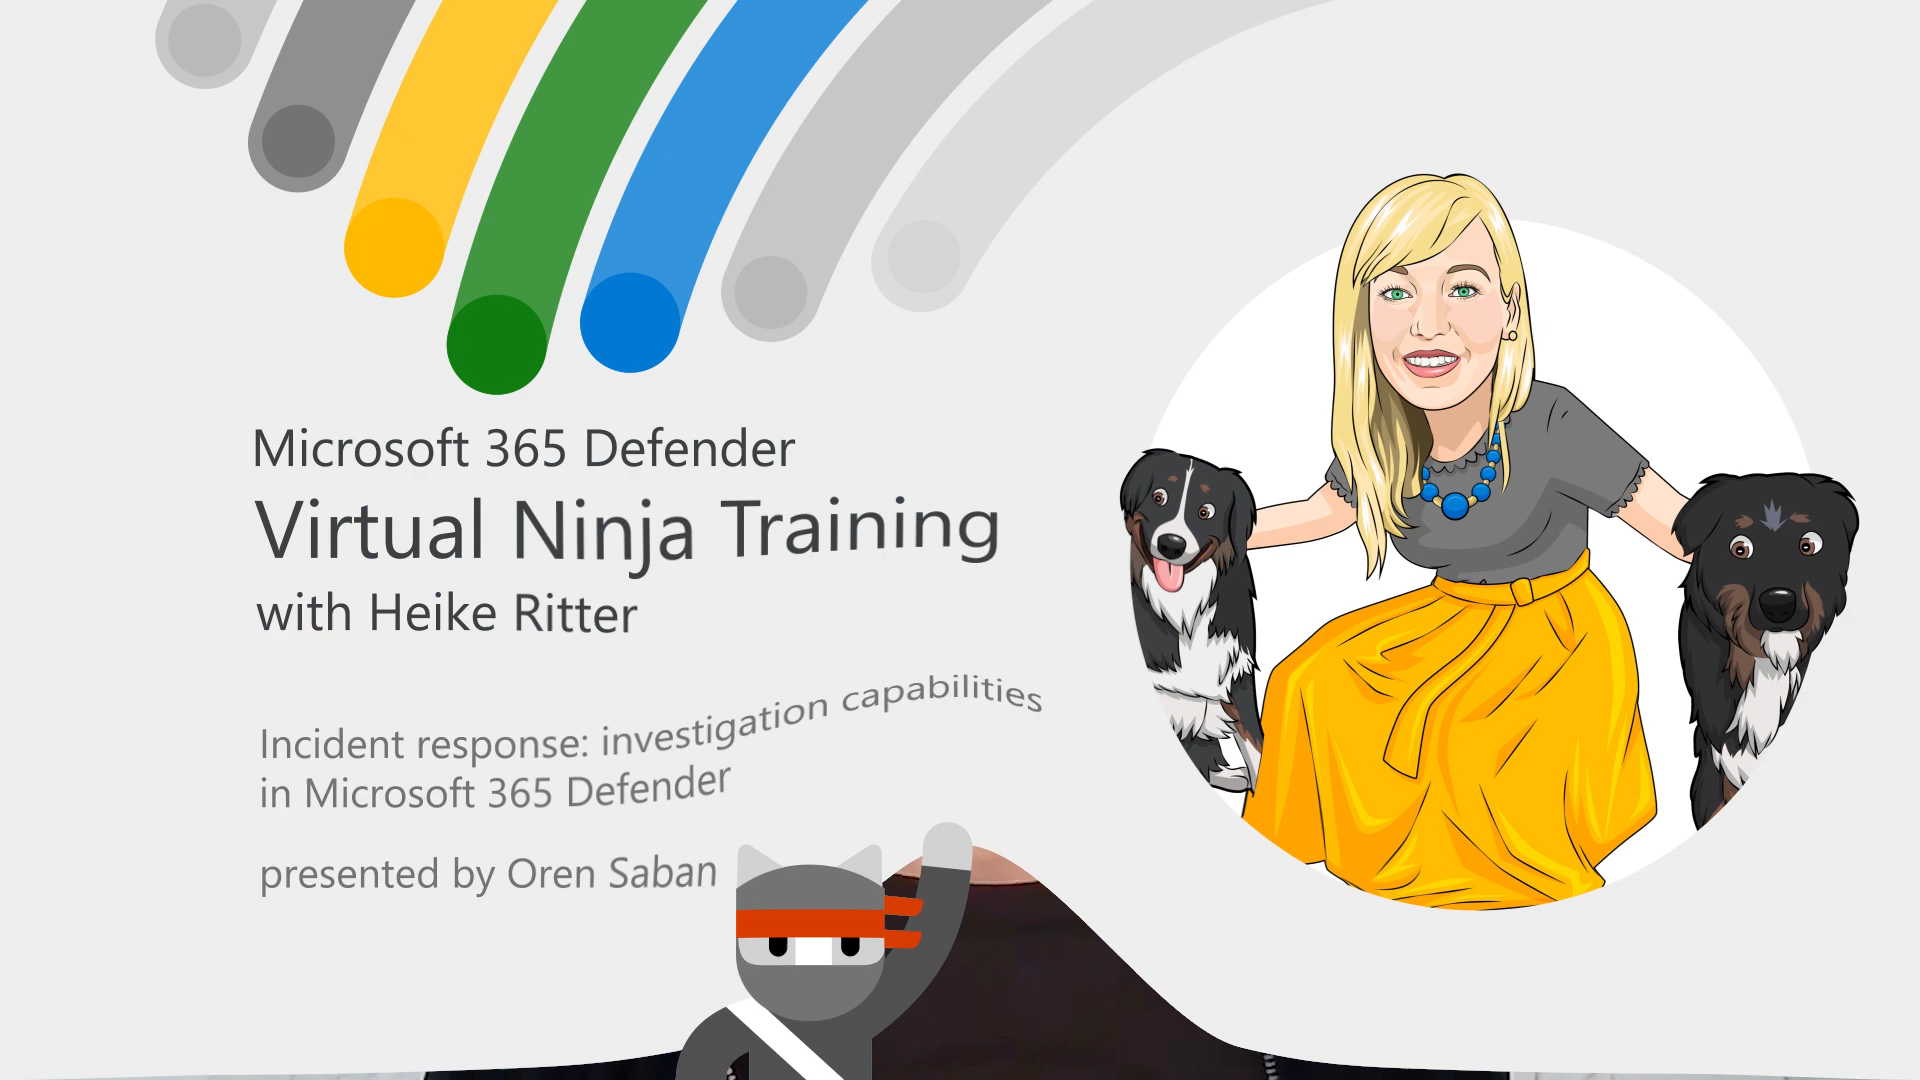 Microsoft 365 Defender
Virtual Ninja Training
with Heike Ritter
Incident response: investigation capabilities
in Microsoft 365 Defender
presented by Oren Saban